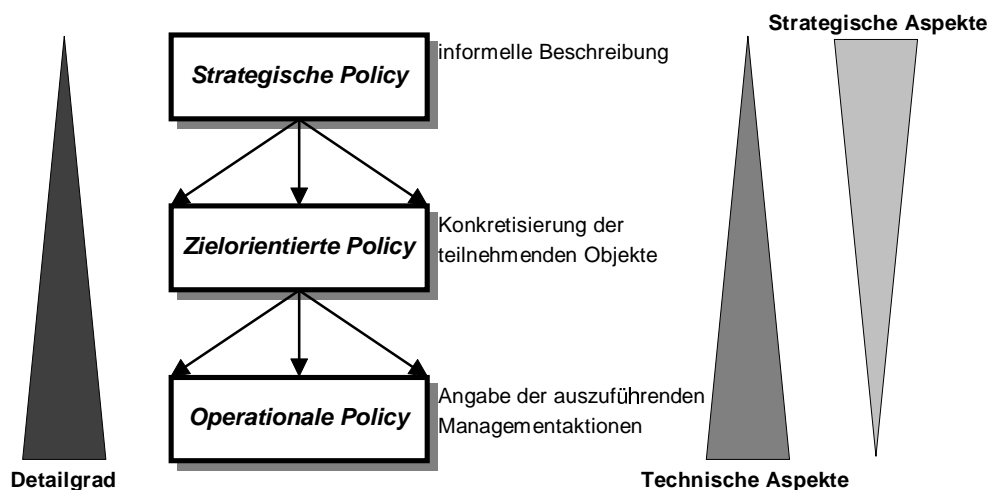 Strategische Aspekte
Strategische Policy
informelle Beschreibung
Zielorientierte Policy
Konkretisierung der
teilnehmenden Objekte
Operationale Policy
Angabe der auszuführenden
Managementaktionen
Detailgrad
Technische Aspekte